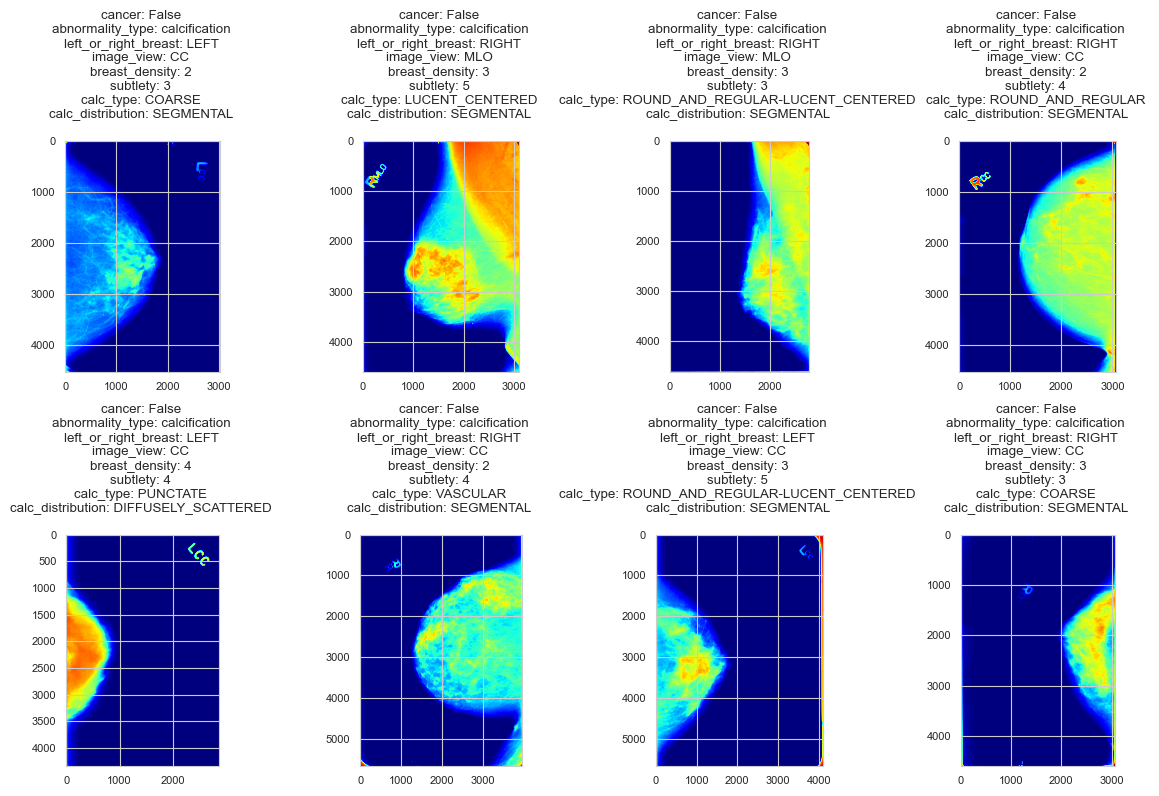 cancer: False
abnormality_type: calcification
left_or_right_breast: LEFT
image_view: CC
breast_density: 2
subtlety: 3
calc_type: COARSE
calc_distribution: SEGMENTAL
0
1000
2000
3000
4000
0 1000 2000 3000
cancer: False
abnormality_type: calcification
left_or_right_breast: RIGHT
image_view: MLO
breast_density: 3
subtlety: 5
calc_type: LUCENT_CENTERED
calc_distribution: SEGMENTAL
RMLO
0
1000
2000
3000
4000
0 1000 2000 3000
cancer: False
abnormality_type: calcification
left_or_right_breast: RIGHT
image_view: MLO
breast_density: 3
subtlety: 3
calc_type: ROUND_AND_REGULAR-LUCENT_CENTERED
calc_distribution: SEGMENTAL
0
1000
2000
3000
4000
0 1000 2000
cancer: False
abnormality_type: calcification
left_or_right_breast: RIGHT
image_view: CC
breast_density: 2
subtlety: 4
calc_type: ROUND_AND_REGULAR
calc_distribution: SEGMENTAL
RCC
0
1000
2000
3000
4000
0 1000 2000 3000
cancer: False
abnormality_type: calcification
left_or_right_breast: LEFT
image_view: CC
breast_density: 4
subtlety: 4
calc_type: PUNCTATE
calc_distribution: DIFFUSELY_SCATTERED
LCC
0
500
1000
1500
2000
2500
3000
3500
4000
0 1000 2000
cancer: False
abnormality_type: calcification
left_or_right_breast: RIGHT
image_view: CC
breast_density: 2
subtlety: 4
calc_type: VASCULAR
calc_distribution: SEGMENTAL
0
1000
2000
3000
4000
5000
0 1000 2000 3000
cancer: False
abnormality_type: calcification
left_or_right_breast: LEFT
image_view: CC
breast_density: 3
subtlety: 5
calc_type: ROUND_AND_REGULAR-LUCENT_CENTERED
calc_distribution: SEGMENTAL
0
1000
2000
3000
4000
5000
0 1000 2000 3000 4000
cancer: False
abnormality_type: calcification
left_or_right_breast: RIGHT
image_view: CC
breast_density: 3
subtlety: 3
calc_type: COARSE
calc_distribution: SEGMENTAL
0
1000
2000
3000
4000
0 1000 2000 3000